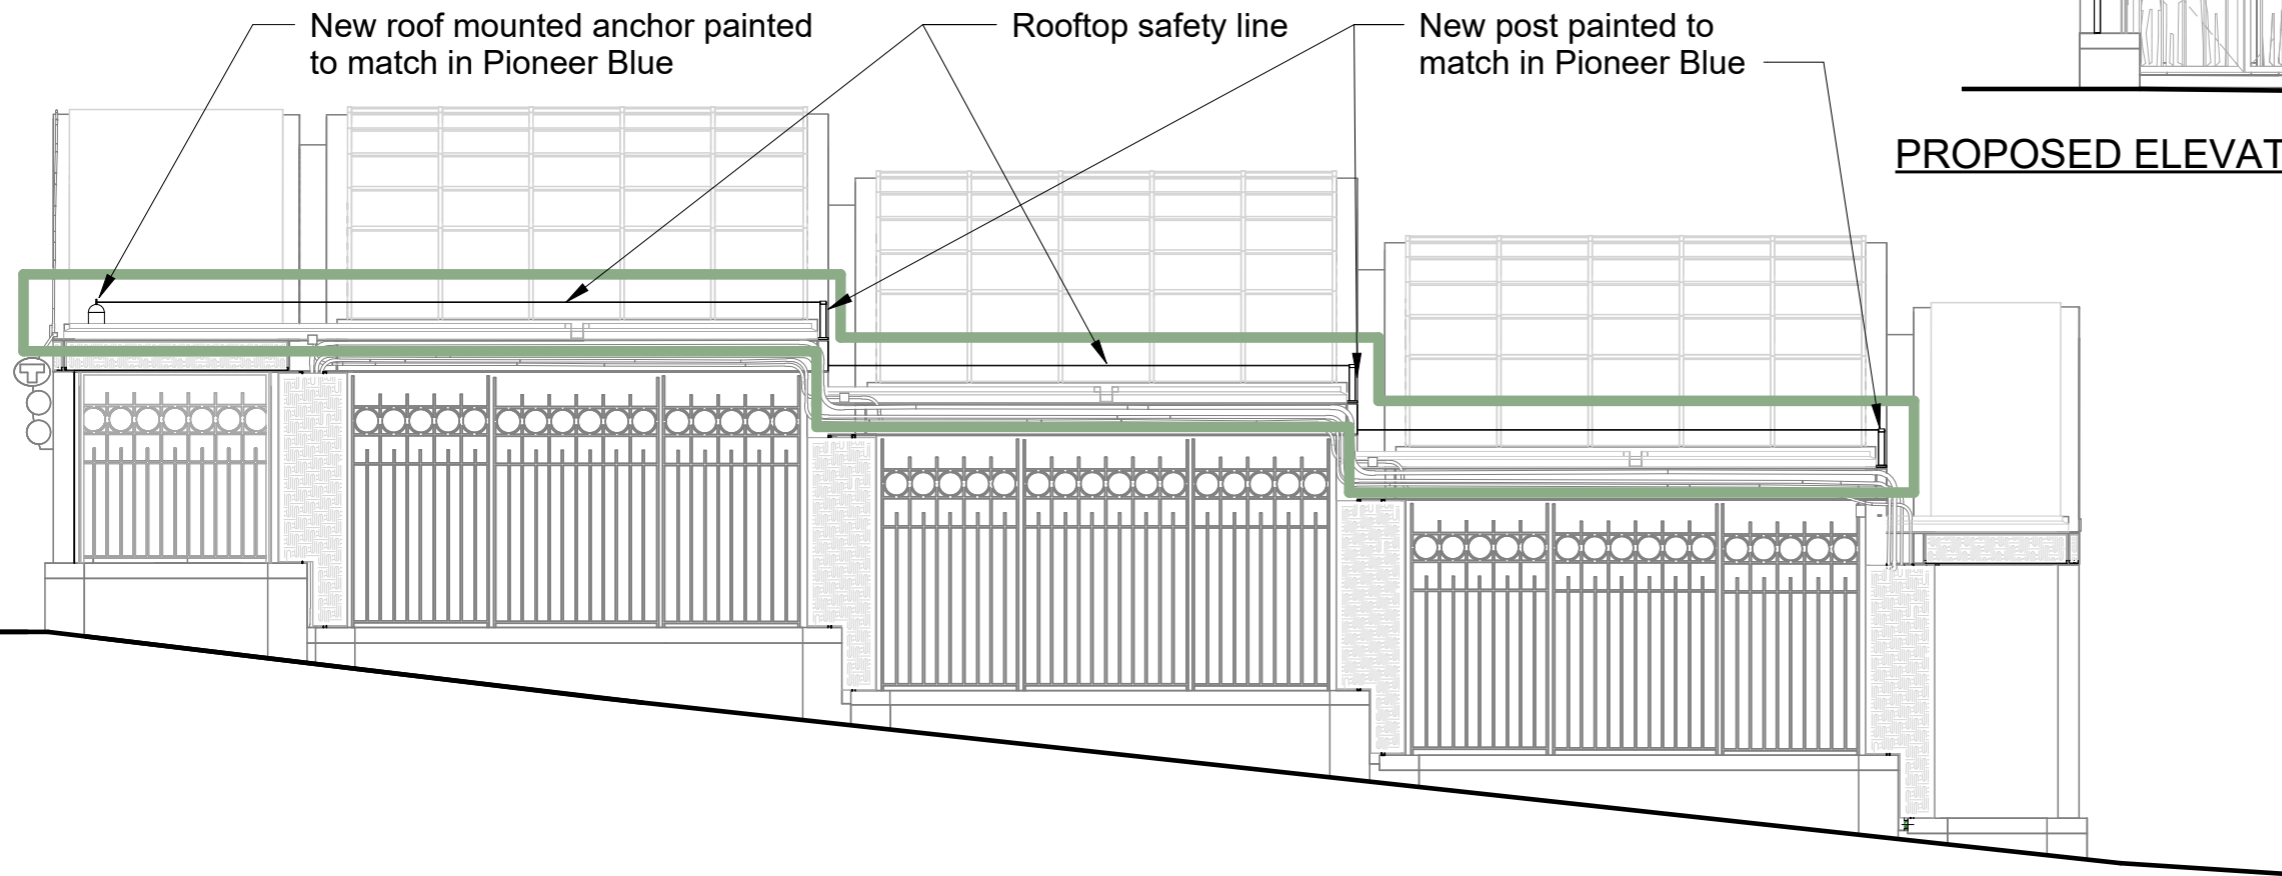 New roof mounted anchor painted
to match in Pioneer Blue
Rooftop safety line
New post painted to
match in Pioneer Blue
PROPOSED ELEVAT
T